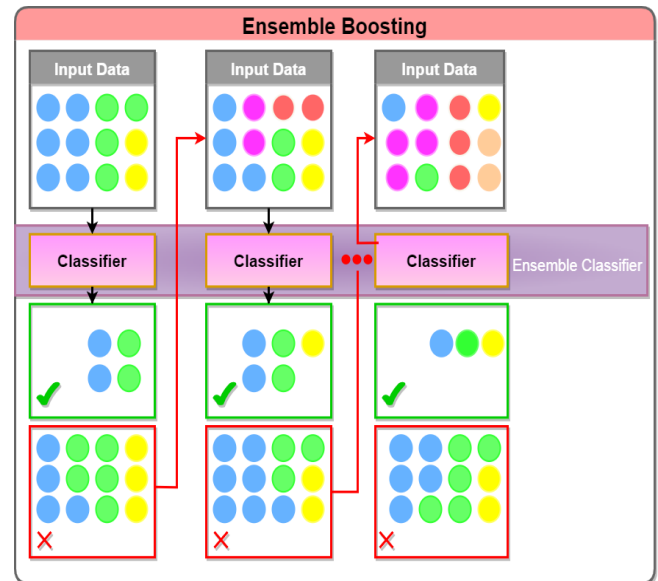 Ensemble Boosting
Input Data
Input Data
Input Data
Classifier
Classifier
Classifier
Ensemble Classifier